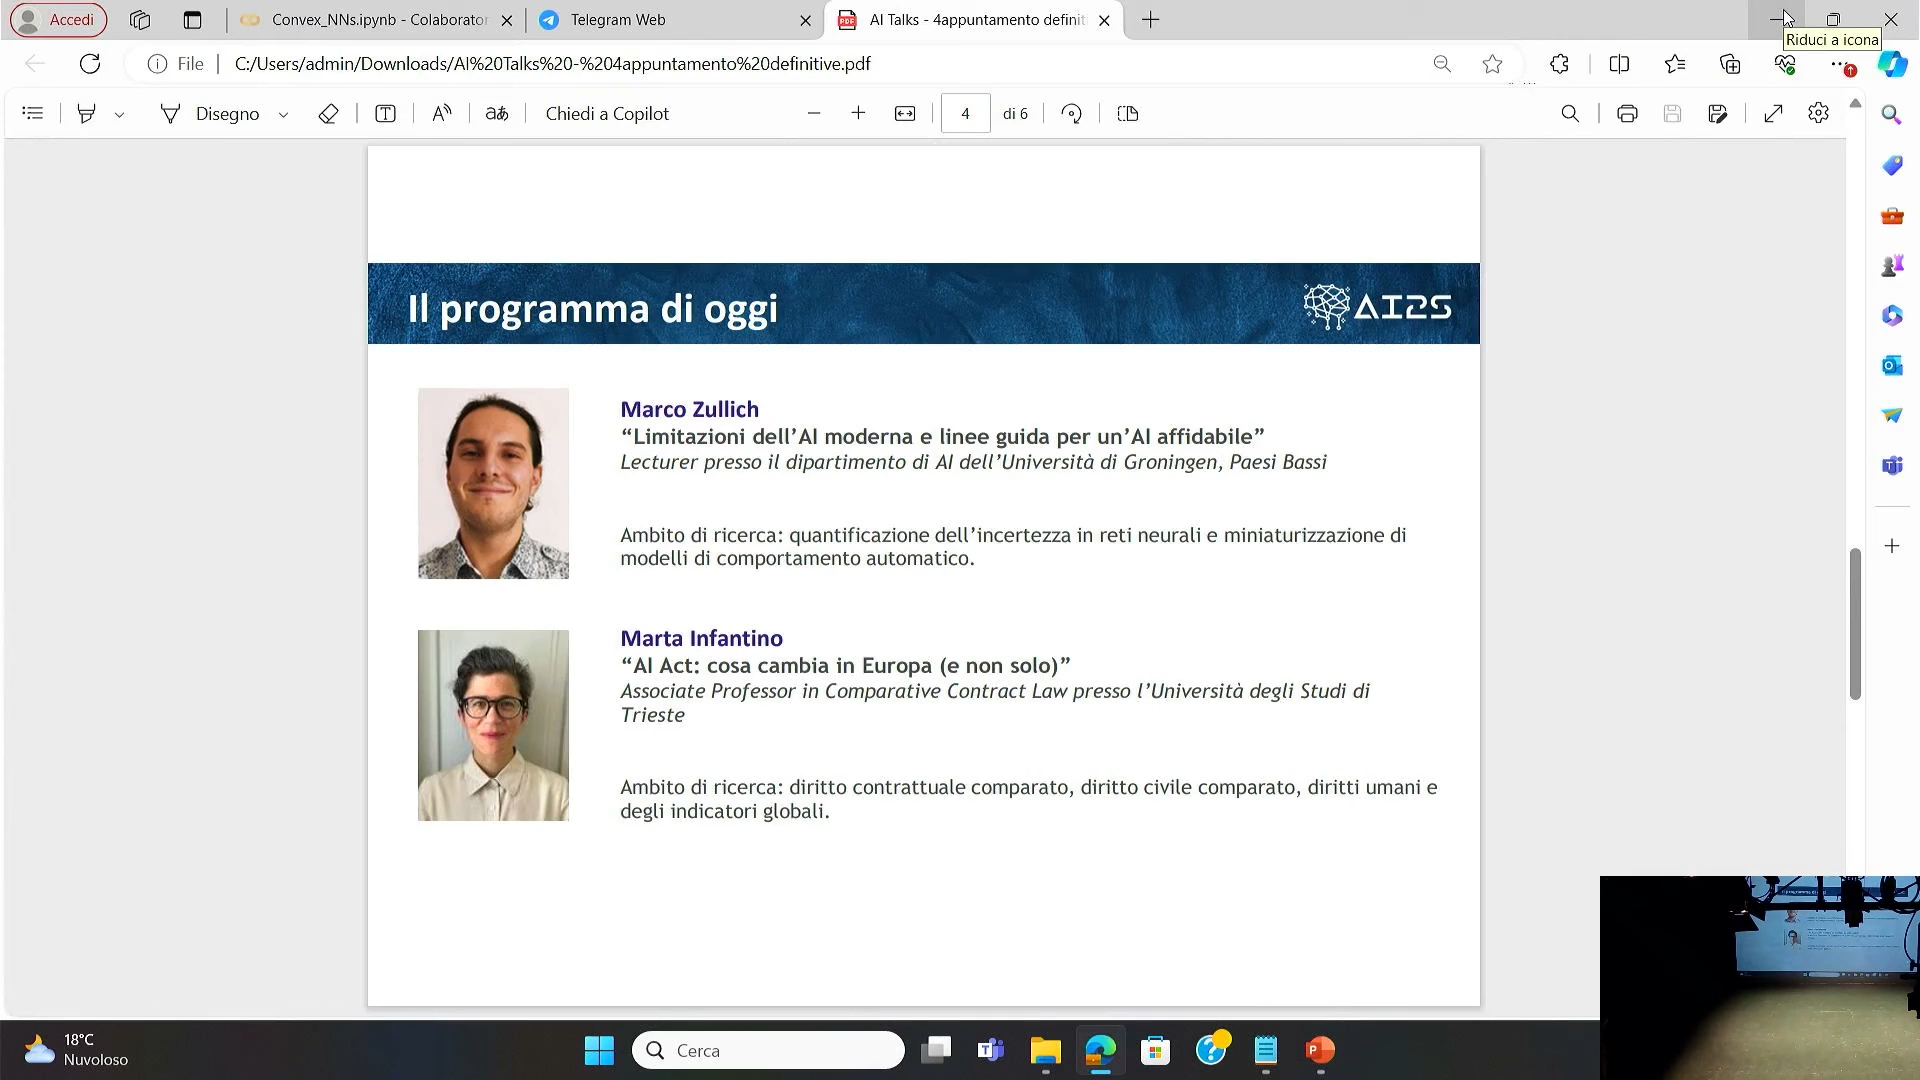 Accedi
Convex_NNs.ipynb - Colaborator
Telegram Web
AI Talks - 4appuntamento definit
Riduci a icona
File
C:/Users/admin/Downloads/AI%20Talks%20-%204appuntamento%20definitive.pdf
Disegno
Chiedi a Copilot
4
di 6
Il programma di oggi
AI2S
Marco Zullich
“Limitazioni dell’AI moderna e linee guida per un’AI affidabile”
Lecturer presso il dipartimento di AI dell’Università di Groningen, Paesi Bassi
Ambito di ricerca: quantificazione dell’incertezza in reti neurali e miniaturizzazione di
modelli di comportamento automatico.
Marta Infantino
“AI Act: cosa cambia in Europa (e non solo)”
Associate Professor in Comparative Contract Law presso l’Università degli Studi di
Trieste
Ambito di ricerca: diritto contrattuale comparato, diritto civile comparato, diritti umani e
degli indicatori globali.
18°C
Nuvoloso
Cerca